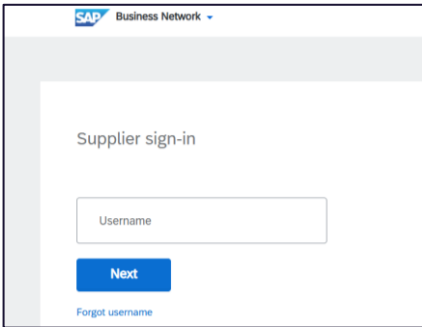 SAP Business Network
Supplier sign-in
Username
Next
Forgot username